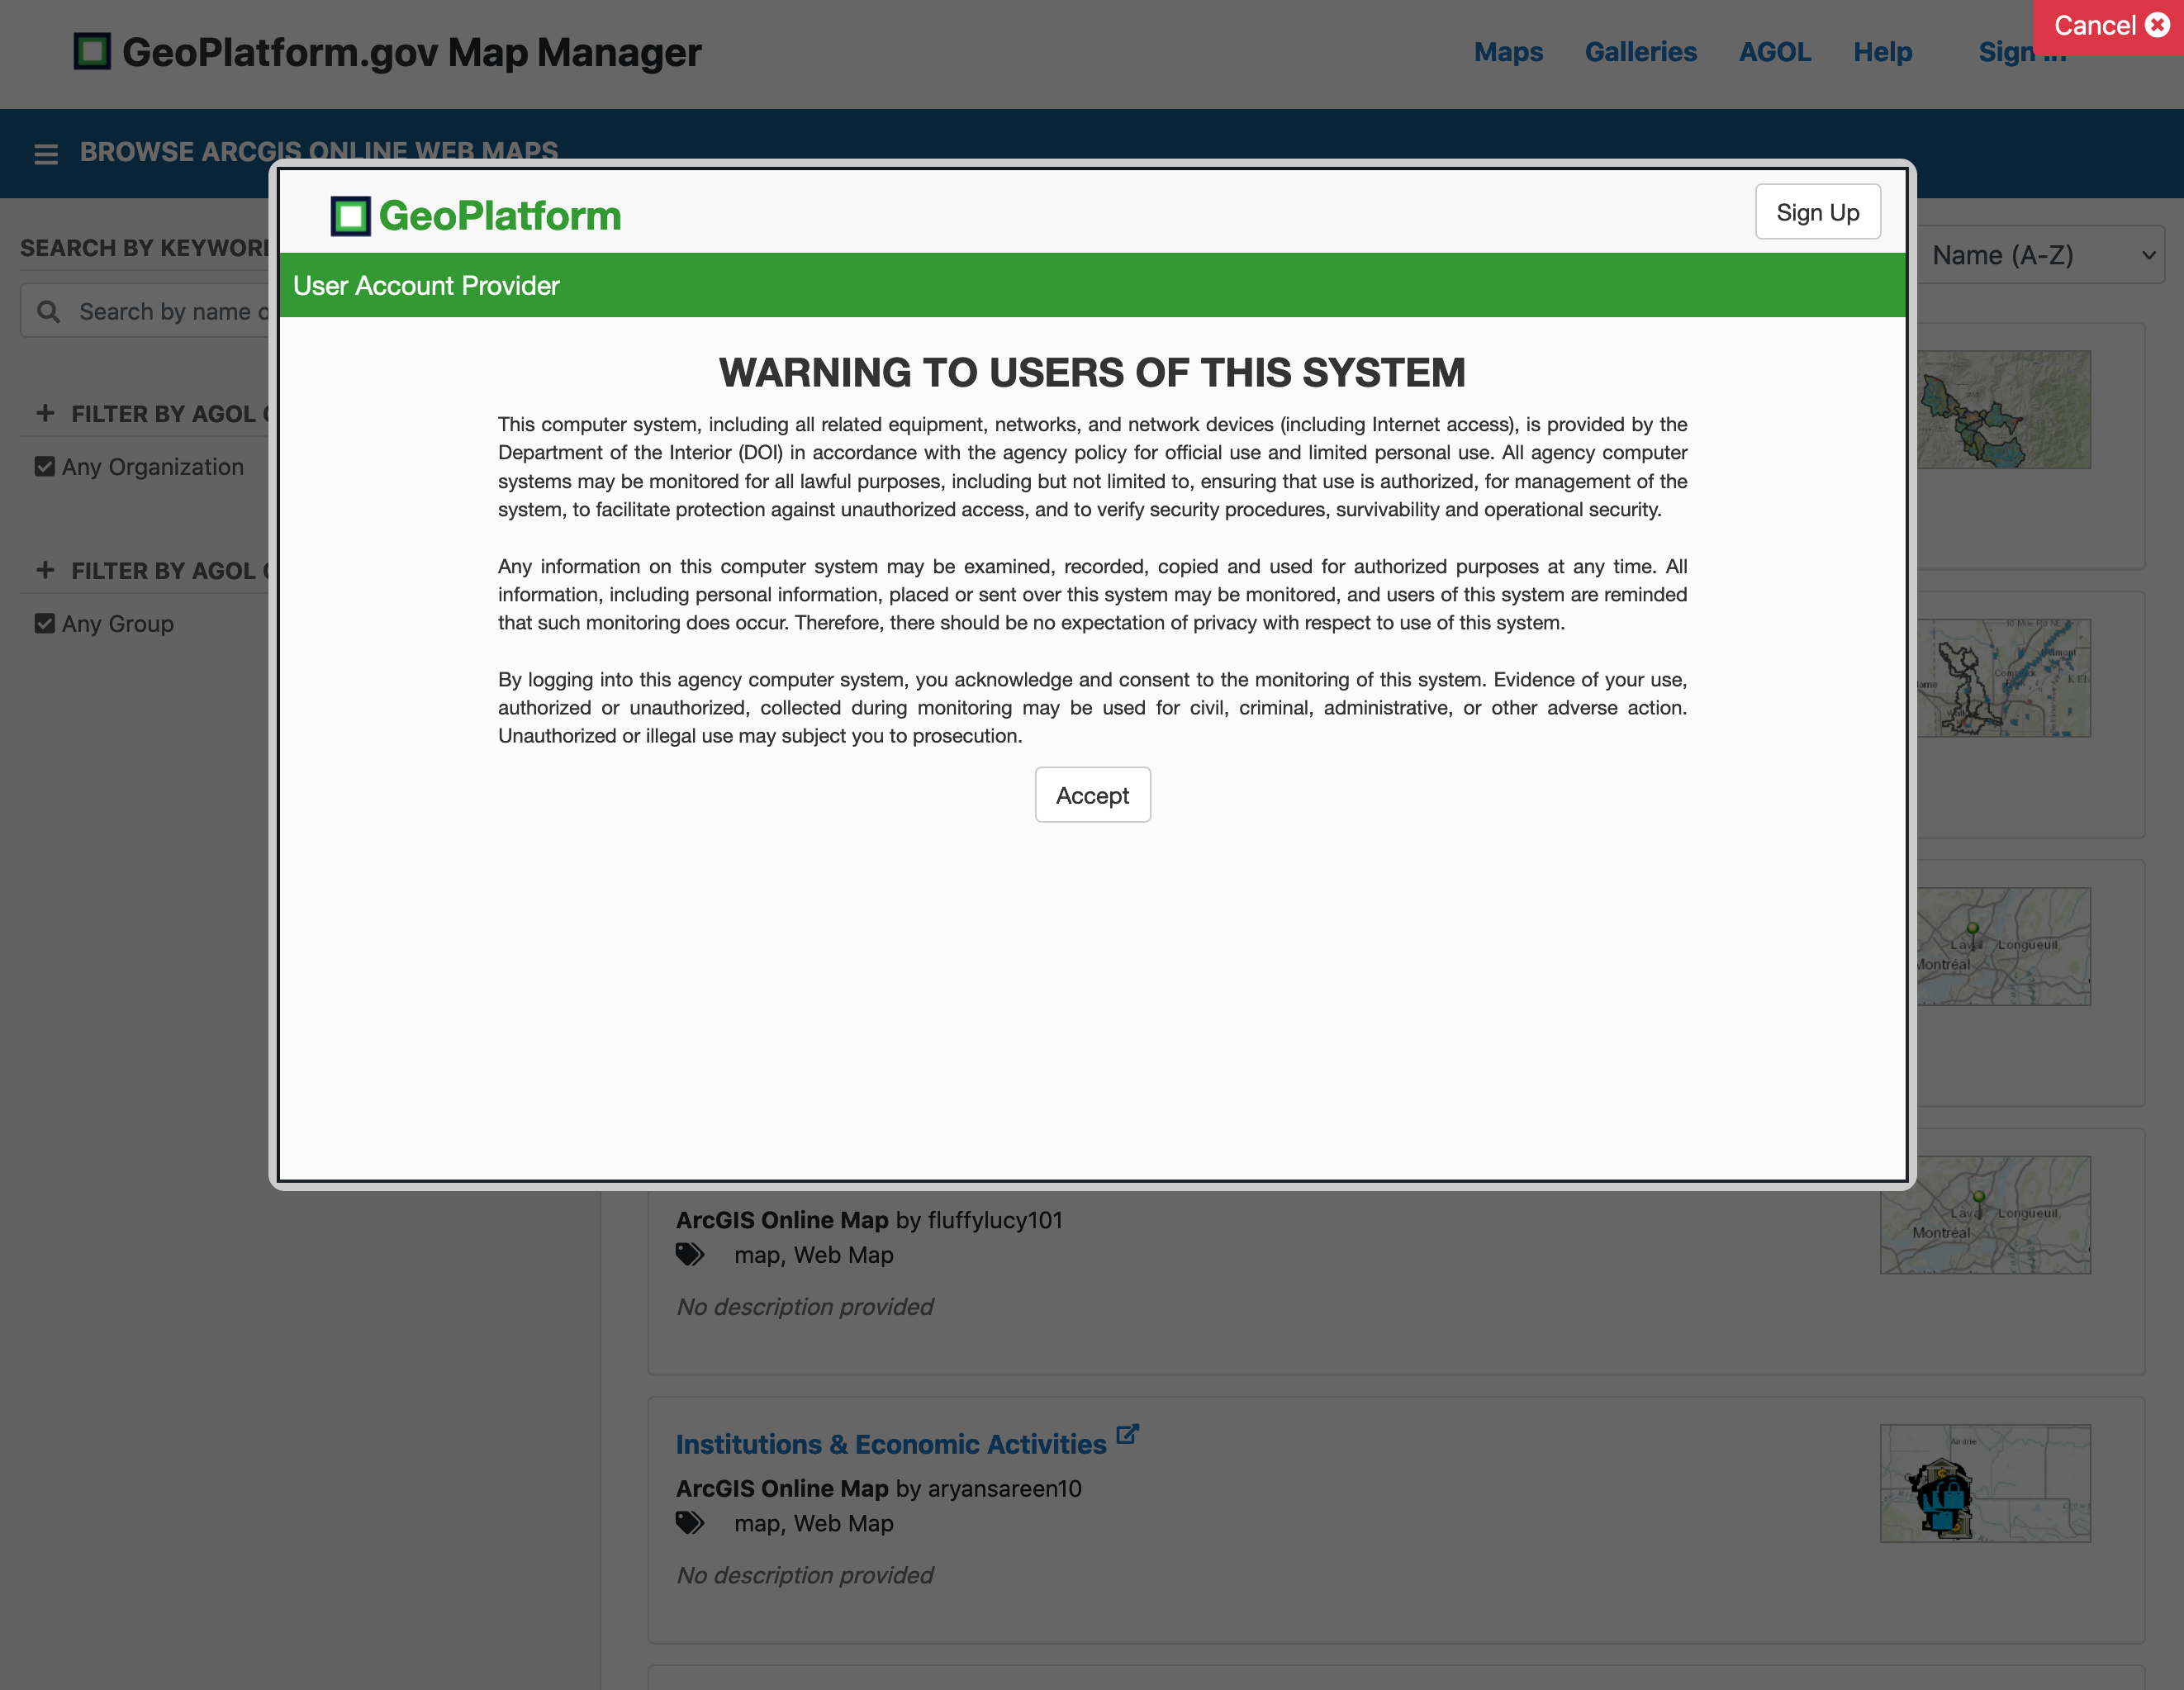 GeoPlatform.gov Map Manager
Maps Galleries AGOL Help Sign In
Cancel
BROWSE ARCGIS ONLINE WEB MAPS
GeoPlatform
Sign Up
User Account Provider
WARNING TO USERS OF THIS SYSTEM
This computer system, including all related equipment, networks, and network devices (including Internet access), is provided by the
Department of the Interior (DOI) in accordance with the agency policy for official use and limited personal use. All agency computer
systems may be monitored for all lawful purposes, including but not limited to, ensuring that use is authorized, for management of the
system, to facilitate protection against unauthorized access, and to verify security procedures, survivability and operational security.
Any information on this computer system may be examined, recorded, copied and used for authorized purposes at any time. All
information, including personal information, placed or sent over this system may be monitored, and users of this system are reminded
that such monitoring does occur. Therefore, there should be no expectation of privacy with respect to use of this system.
By logging into this agency computer system, you acknowledge and consent to the monitoring of this system. Evidence of your use,
authorized or unauthorized, collected during monitoring may be used for civil, criminal, administrative, or other adverse action.
Unauthorized or illegal use may subject you to prosecution.
Accept
SEARCH BY KEYWOR
Search by name o
FILTER BY AGOL
Any Organization
FILTER BY AGOL
Any Group
Name (A-Z)
Laval Longueuil
Montréal
ArcGIS Online Map by fluffylucy101
map, Web Map
No description provided
Laval Longueuil
Montréal
Institutions & Economic Activities
ArcGIS Online Map by aryansareen10
map, Web Map
No description provided
Airdrie